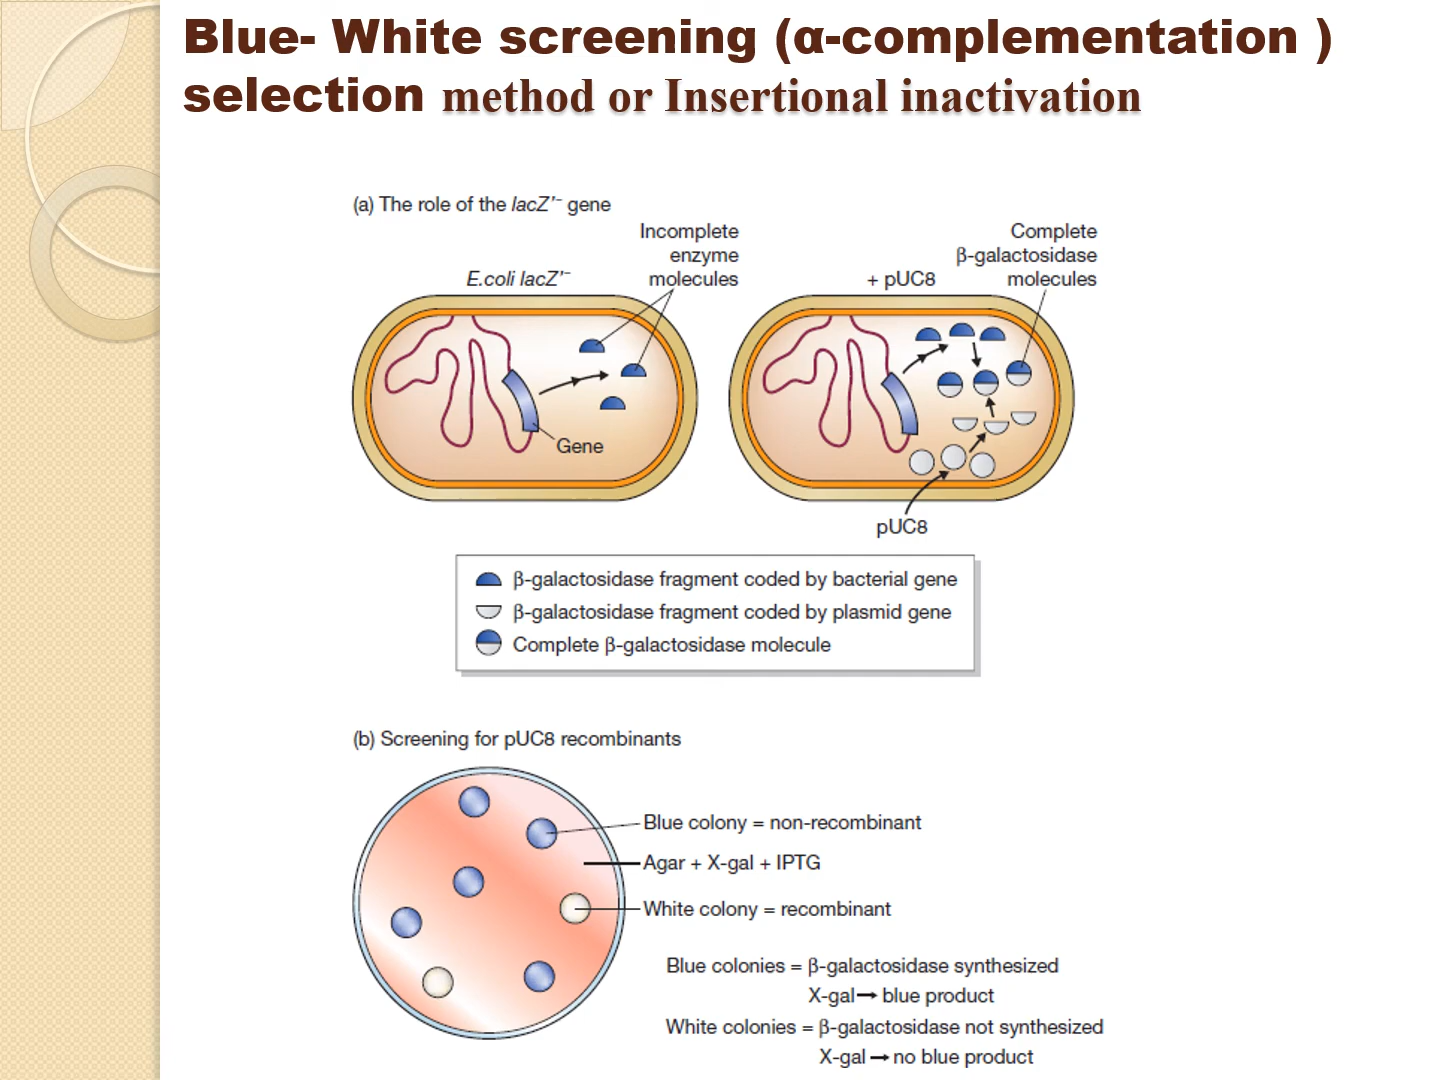 Blue- White screening (α-complementation )
selection method or Insertional inactivation
(a) The role of the lacZ'⁻ gene
Incomplete
enzyme
molecules
E.coli lacZ'⁻
Complete
β-galactosidase
molecules
+ pUC8
Gene
pUC8
β-galactosidase fragment coded by bacterial gene
β-galactosidase fragment coded by plasmid gene
Complete β-galactosidase molecule
(b) Screening for pUC8 recombinants
Blue colony = non-recombinant
Agar + X-gal + IPTG
White colony = recombinant
Blue colonies = β-galactosidase synthesized
X-gal → blue product
White colonies = β-galactosidase not synthesized
X-gal → no blue product